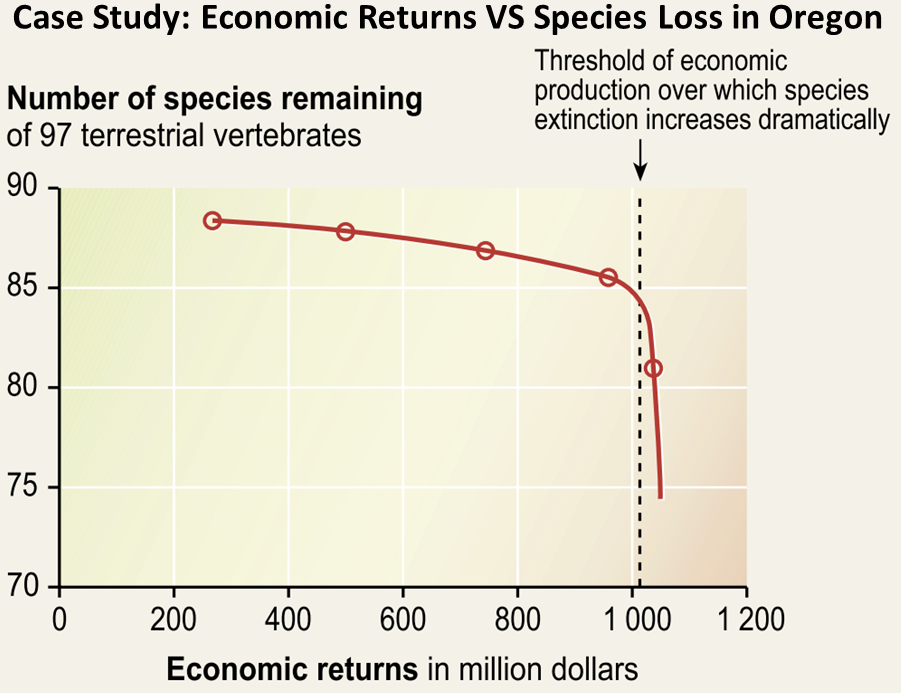 Case Study: Economic Returns VS Species Loss in Oregon
Threshold of economic
production over which species
extinction increases dramatically
Number of species remaining
of 97 terrestrial vertebrates
90
85
80
75
70
0 200 400 600 800 1 000 1 200
Economic returns in million dollars